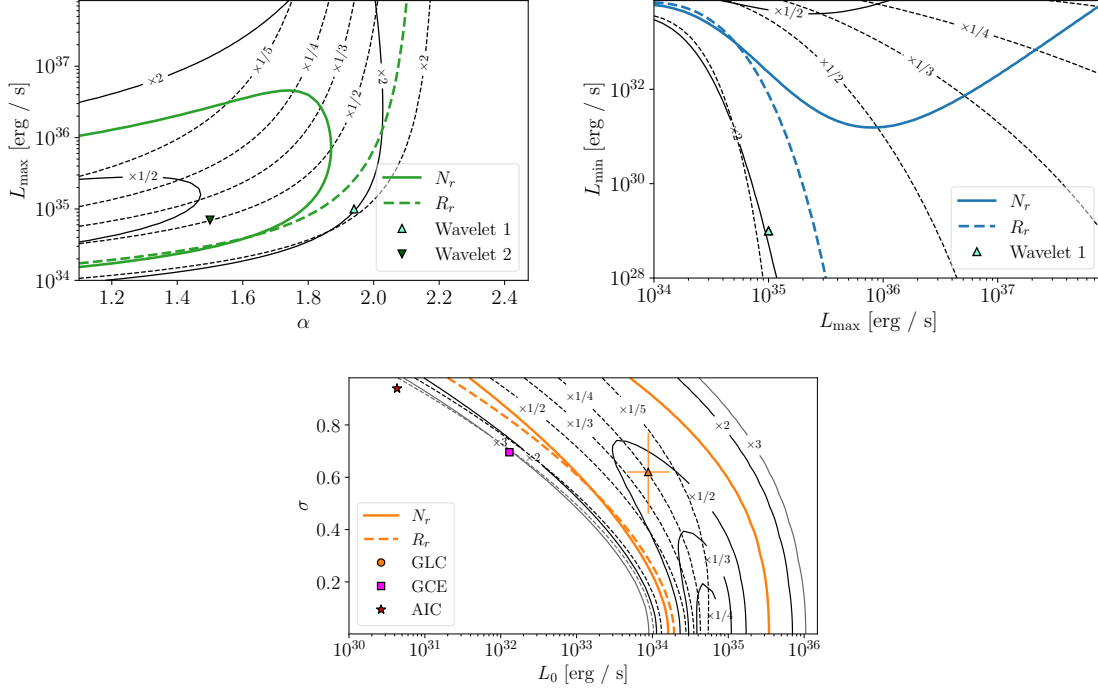 ×2
×1/5
×1/4
×1/3
×1/2
×2
×2
×1/2
10^37
10^36
10^35
10^34
L_max [erg / s]
N_r
R_r
Wavelet 1
Wavelet 2
1.2 1.4 1.6 1.8 2.0 2.2 2.4
α
×1/2
×1/4
×1/3
×1/2
×2
10^32
10^30
10^28
L_min [erg / s]
N_r
R_r
Wavelet 1
10^34 10^35 10^36 10^37
L_max [erg / s]
×1/4
×1/2
×1/5
×1/3
×2
×3
×3
×2
×1/2
×1/3
×1/4
0.8
0.6
0.4
0.2
σ
N_r
R_r
GLC
GCE
AIC
10^30 10^31 10^32 10^33 10^34 10^35 10^36
L_0 [erg / s]